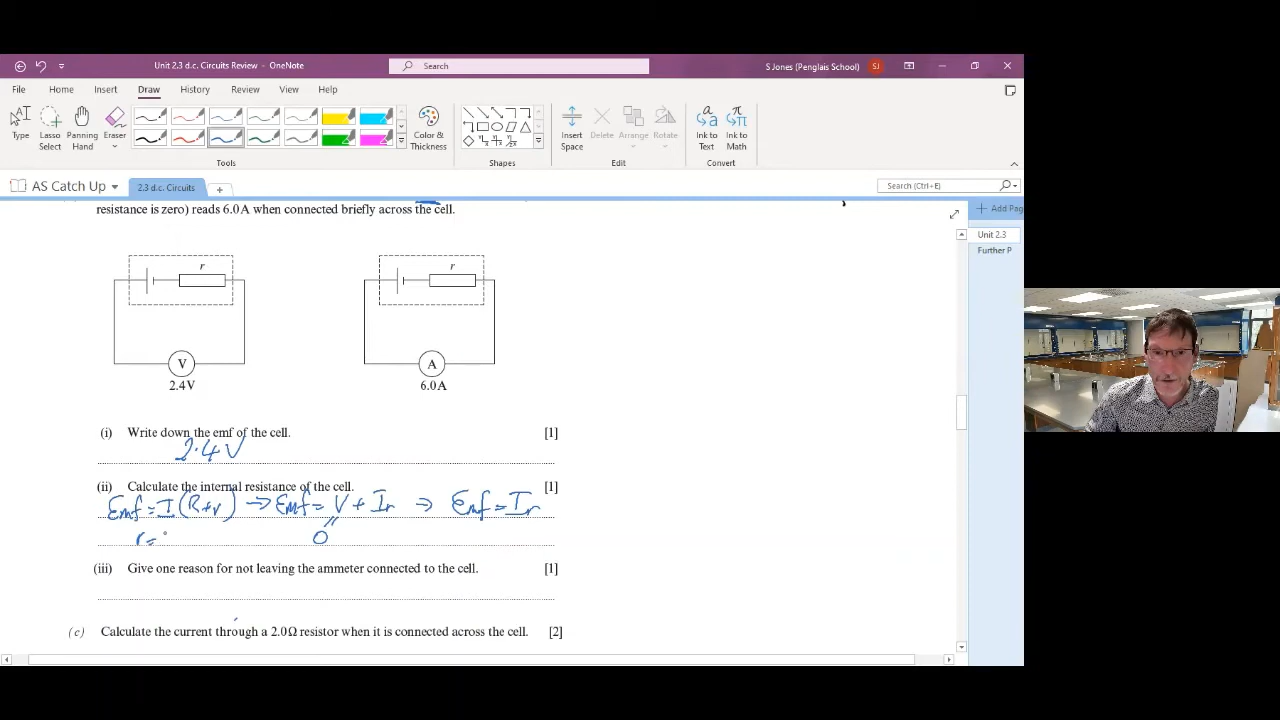 Unit 2.3 d.c. Circuits Review - OneNote
Search
S Jones (Penglais School)
SJ
File Home Insert Draw History Review View Help
Type
Lasso Select
Panning Hand
Eraser
Color & Thickness
Insert Space
Delete
Arrange
Rotate
Ink to Text
Ink to Math
Tools
Shapes
Edit
Convert
AS Catch Up
2.3 d.c. Circuits
Search (Ctrl+E)
Add Pag
Unit 2.3
Further P
resistance is zero) reads 6.0 A when connected briefly across the cell.
r
r
V
A
2.4 V
6.0 A
(i) Write down the emf of the cell. [1]
2.4 V
(ii) Calculate the internal resistance of the cell. [1]
Emf = I(R+r) → Emf = V + Ir ⇒ Emf = Ir
r =
0
(iii) Give one reason for not leaving the ammeter connected to the cell. [1]
(c) Calculate the current through a 2.0 Ω resistor when it is connected across the cell. [2]